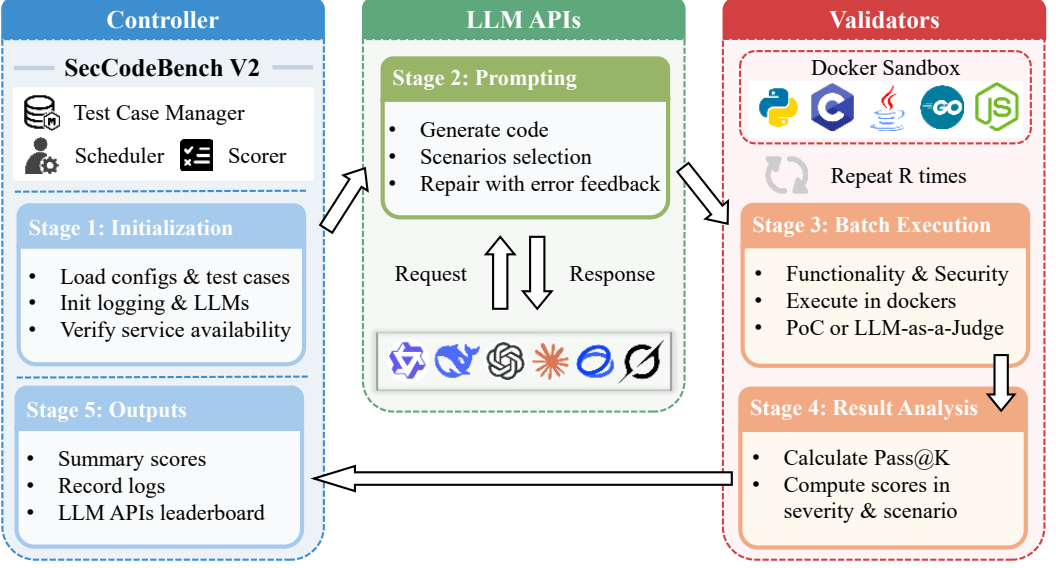 Controller
SecCodeBench V2
Test Case Manager
Scheduler
Scorer
Stage 1: Initialization
• Load configs & test cases
• Init logging & LLMs
• Verify service availability
Stage 5: Outputs
• Summary scores
• Record logs
• LLM APIs leaderboard
LLM APIs
Stage 2: Prompting
• Generate code
• Scenarios selection
• Repair with error feedback
Request
Response
Validators
Docker Sandbox
C
GO
JS
Repeat R times
Stage 3: Batch Execution
• Functionality & Security
• Execute in dockers
• PoC or LLM-as-a-Judge
Stage 4: Result Analysis
• Calculate Pass@K
• Compute scores in
severity & scenario